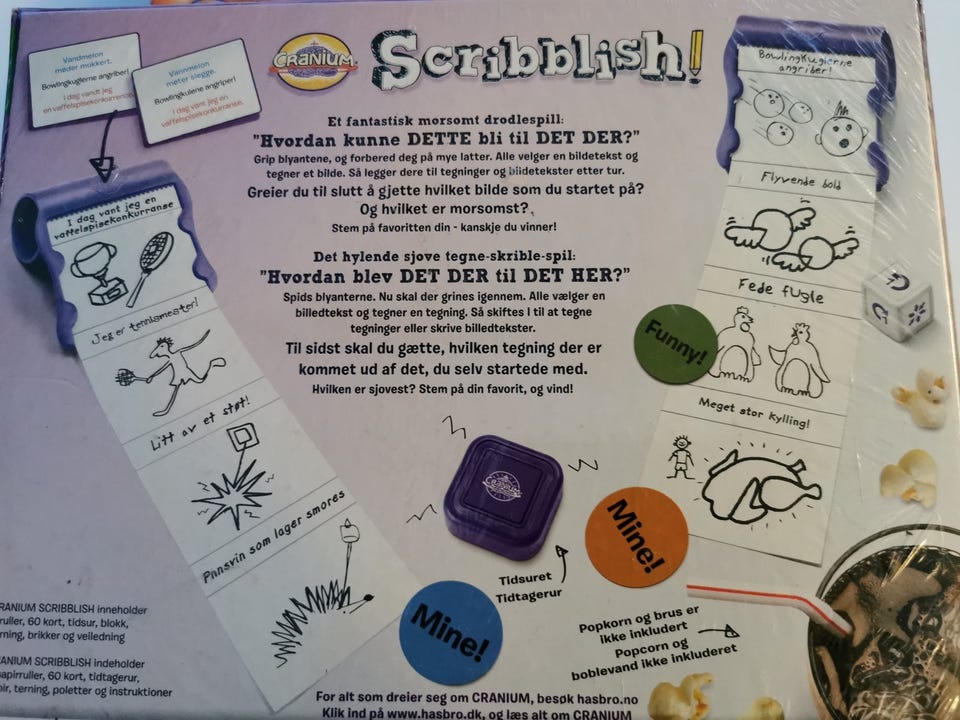 Vandmelon
møder mukkert.
Bowlingkuglerne angriber!
I dag vandt jeg
en vaffelspisekonkurrence.
Vannmelon
meter slegge.
Bowlingkulene angriper!
I dag vant jeg en
vaffelspisekonkurranse.
CRANIUM
Scribblish!
Et fantastisk morsomt drodlespill:
"Hvordan kunne DETTE bli til DET DER?"
Grip blyantene, og forbered deg på mye latter. Alle velger en bildetekst og
tegner et bilde. Så legger dere til tegninger og bildetekster etter tur.
Greier du til slutt å gjette hvilket bilde som du startet på?
Og hvilket er morsomst?
Stem på favoritten din - kanskje du vinner!
Det hylende sjove tegne-skrible-spil:
"Hvordan blev DET DER til DET HER?"
Spids blyanterne. Nu skal der grines igennem. Alle vælger en
billedtekst og tegner en tegning. Så skiftes I til at tegne
tegninger eller skrive billedtekster.
Til sidst skal du gætte, hvilken tegning der er
kommet ud af det, du selv startede med.
Hvilken er sjovest? Stem på din favorit, og vind!
I dag vant jeg en
vaffelspisekonkurranse
Jeg er tennismester!
Litt av et støt!
Pinnsvin som lager smores
Bowlingkuglerne
angriber!
Flyvende bold
Fede fugle
Meget stor kylling!
Funny!
CRANIUM
Mine!
Mine!
Tidsuret
Tidtagerur
Popkorn og brus er
ikke inkludert
Popcorn og
boblevand ikke inkluderet
RANIUM SCRIBBLISH inneholder
ruller, 60 kort, tidsur, blokk,
rning, brikker og veiledning
ANIUM SCRIBBLISH indeholder
apirruller, 60 kort, tidtagerur,
ir, terning, poletter og instruktioner
For alt som dreier seg om CRANIUM, besøk hasbro.no
Klik ind på www.hasbro.dk, og læs alt om CRANIUM